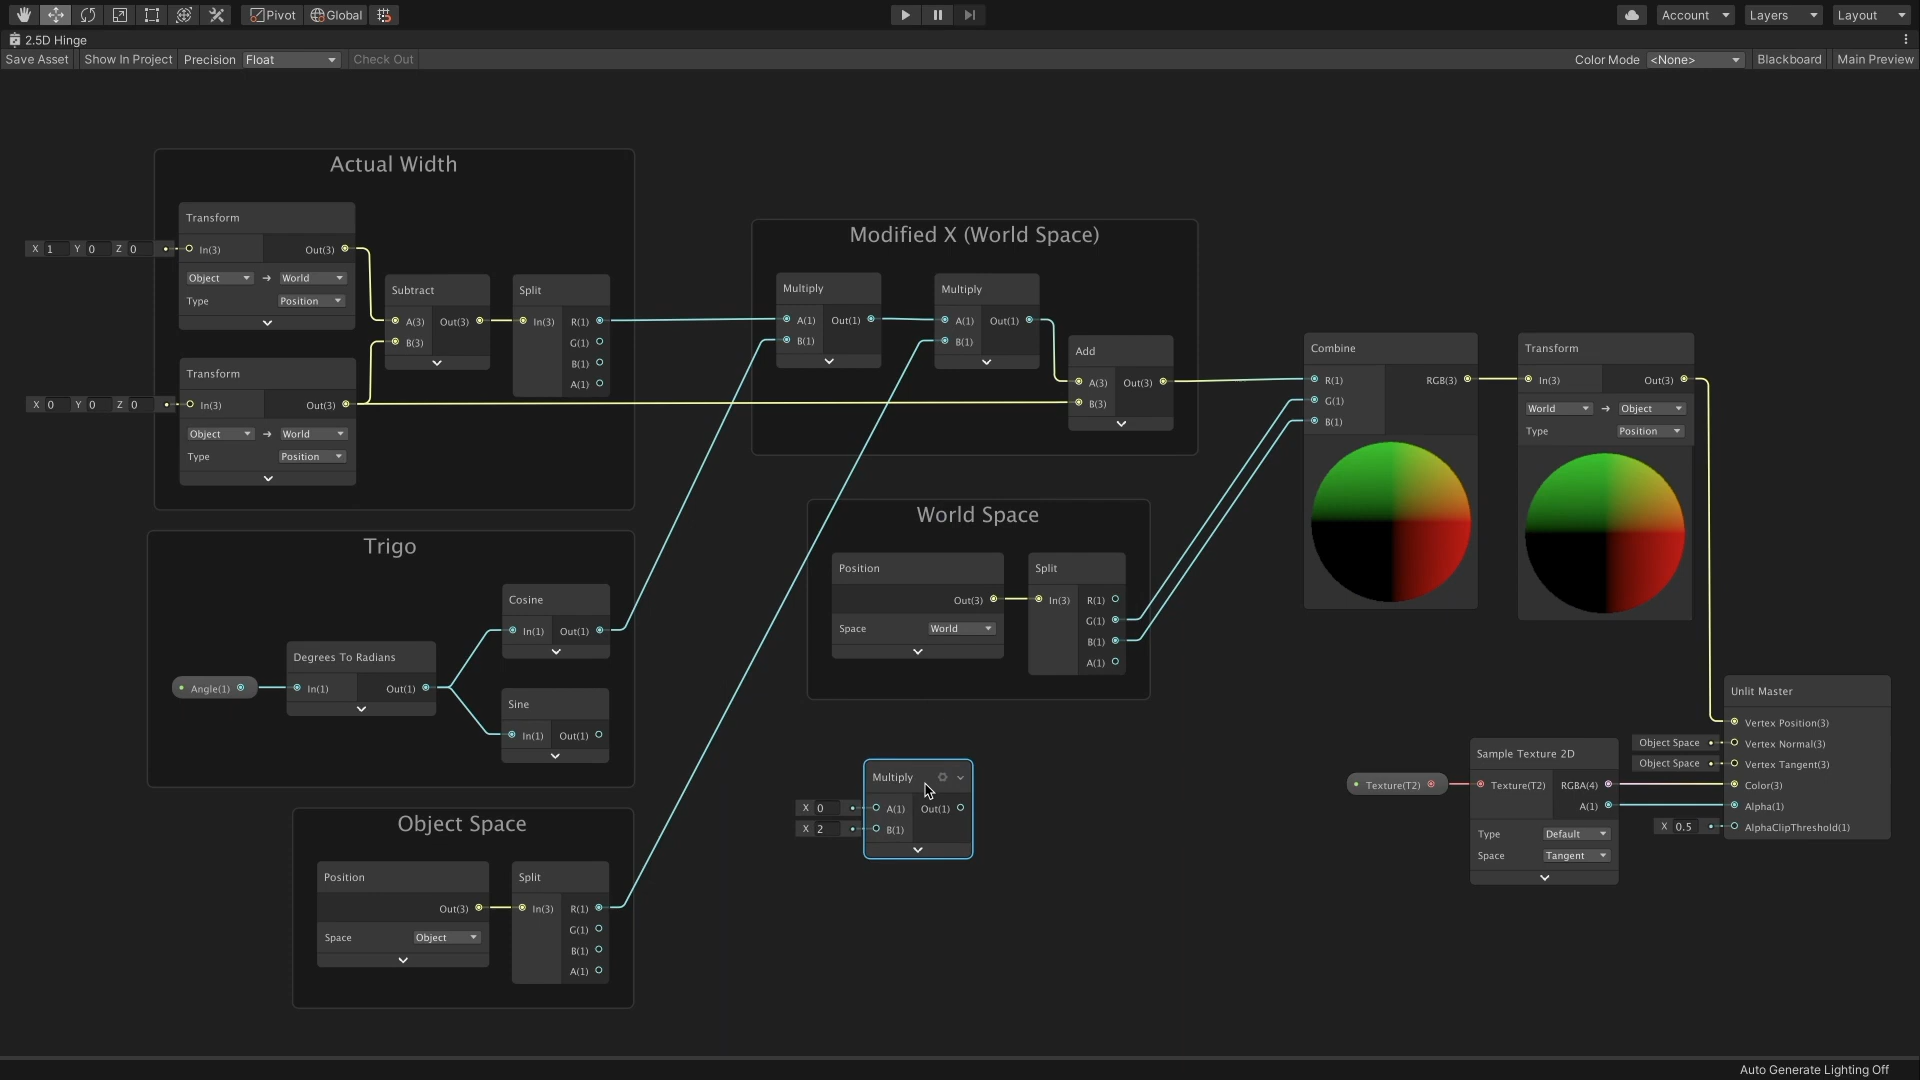 Pivot Global Account Layers Layout
2.5D Hinge
Save Asset Show In Project Precision Float Check Out Color Mode <None> Blackboard Main Preview
Actual Width
Transform
X 1 Y 0 Z 0 In(3) Out(3)
Object → World
Type Position
Transform
X 0 Y 0 Z 0 In(3) Out(3)
Object → World
Type Position
Subtract
A(3) Out(3)
B(3)
Split
In(3) R(1)
G(1)
B(1)
A(1)
Modified X (World Space)
Multiply
A(1) Out(1)
B(1)
Multiply
A(1) Out(1)
B(1)
Add
A(3) Out(3)
B(3)
Combine
R(1) RGB(3)
G(1)
B(1)
Transform
In(3) Out(3)
World → Object
Type Position
Trigo
Angle(1)
Degrees To Radians
In(1) Out(1)
Cosine
In(1) Out(1)
Sine
In(1) Out(1)
World Space
Position
Out(3)
Space World
Split
In(3) R(1)
G(1)
B(1)
A(1)
Multiply
X 0 A(1) Out(1)
X 2 B(1)
Object Space
Position
Out(3)
Space Object
Split
In(3) R(1)
G(1)
B(1)
A(1)
Texture(T2)
Sample Texture 2D
Texture(T2) RGBA(4)
A(1)
Type Default
Space Tangent
Unlit Master
Vertex Position(3)
Object Space Vertex Normal(3)
Object Space Vertex Tangent(3)
Color(3)
Alpha(1)
X 0.5 AlphaClipThreshold(1)
Auto Generate Lighting Off